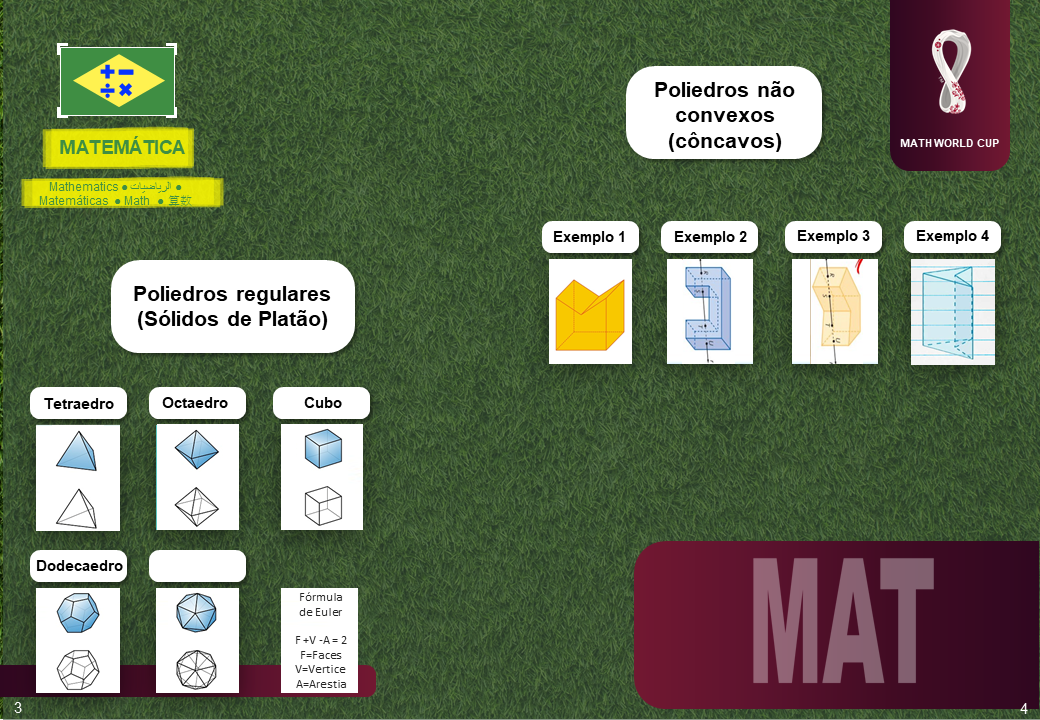 MATEMÁTICA
Mathematics ● الرياضيات ●
Matemáticas ● Math ● 算数
Poliedros regulares
(Sólidos de Platão)
Tetraedro
Octaedro
Cubo
Dodecaedro
Fórmula
de Euler
F +V -A = 2
F=Faces
V=Vertice
A=Arestia
3
Poliedros não
convexos
(côncavos)
MATH WORLD CUP
Exemplo 1
Exemplo 2
Exemplo 3
Exemplo 4
MAT
4